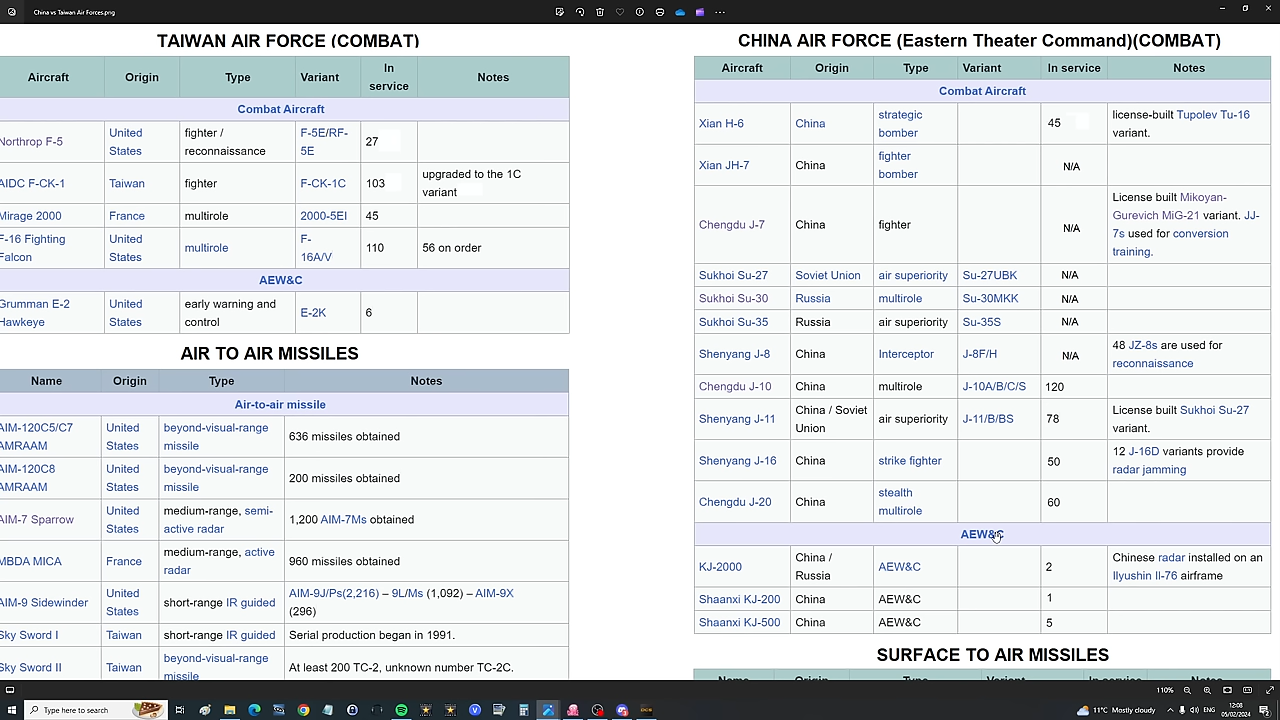 China vs Taiwan Air Forces.png
TAIWAN AIR FORCE (COMBAT)
Aircraft Origin Type Variant In service Notes
Combat Aircraft
Northrop F-5 United States fighter / reconnaissance F-5E/RF-5E 27
AIDC F-CK-1 Taiwan fighter F-CK-1C 103 upgraded to the 1C variant
Mirage 2000 France multirole 2000-5EI 45
F-16 Fighting Falcon United States multirole F-16A/V 110 56 on order
AEW&C
Grumman E-2 Hawkeye United States early warning and control E-2K 6
AIR TO AIR MISSILES
Name Origin Type Notes
Air-to-air missile
AIM-120C5/C7 AMRAAM United States beyond-visual-range missile 636 missiles obtained
AIM-120C8 AMRAAM United States beyond-visual-range missile 200 missiles obtained
AIM-7 Sparrow United States medium-range, semi-active radar 1,200 AIM-7Ms obtained
MBDA MICA France medium-range, active radar 960 missiles obtained
AIM-9 Sidewinder United States short-range IR guided AIM-9J/Ps(2,216) – 9L/Ms (1,092) – AIM-9X (296)
Sky Sword I Taiwan short-range IR guided Serial production began in 1991.
Sky Sword II Taiwan beyond-visual-range missile At least 200 TC-2, unknown number TC-2C.
CHINA AIR FORCE (Eastern Theater Command)(COMBAT)
Aircraft Origin Type Variant In service Notes
Combat Aircraft
Xian H-6 China strategic bomber 45 license-built Tupolev Tu-16 variant.
Xian JH-7 China fighter bomber N/A
Chengdu J-7 China fighter N/A License built Mikoyan-Gurevich MiG-21 variant. JJ-7s used for conversion training.
Sukhoi Su-27 Soviet Union air superiority Su-27UBK N/A
Sukhoi Su-30 Russia multirole Su-30MKK N/A
Sukhoi Su-35 Russia air superiority Su-35S N/A
Shenyang J-8 China Interceptor J-8F/H N/A 48 JZ-8s are used for reconnaissance
Chengdu J-10 China multirole J-10A/B/C/S 120
Shenyang J-11 China / Soviet Union air superiority J-11/B/BS 78 License built Sukhoi Su-27 variant.
Shenyang J-16 China strike fighter 50 12 J-16D variants provide radar jamming
Chengdu J-20 China stealth multirole 60
AEW&C
KJ-2000 China / Russia AEW&C 2 Chinese radar installed on an Ilyushin Il-76 airframe
Shaanxi KJ-200 China AEW&C 1
Shaanxi KJ-500 China AEW&C 5
SURFACE TO AIR MISSILES
Name Origin Type Variant In service Notes
110%
Type here to search
11°C Mostly cloudy
ENG
12:08
05/02/2024